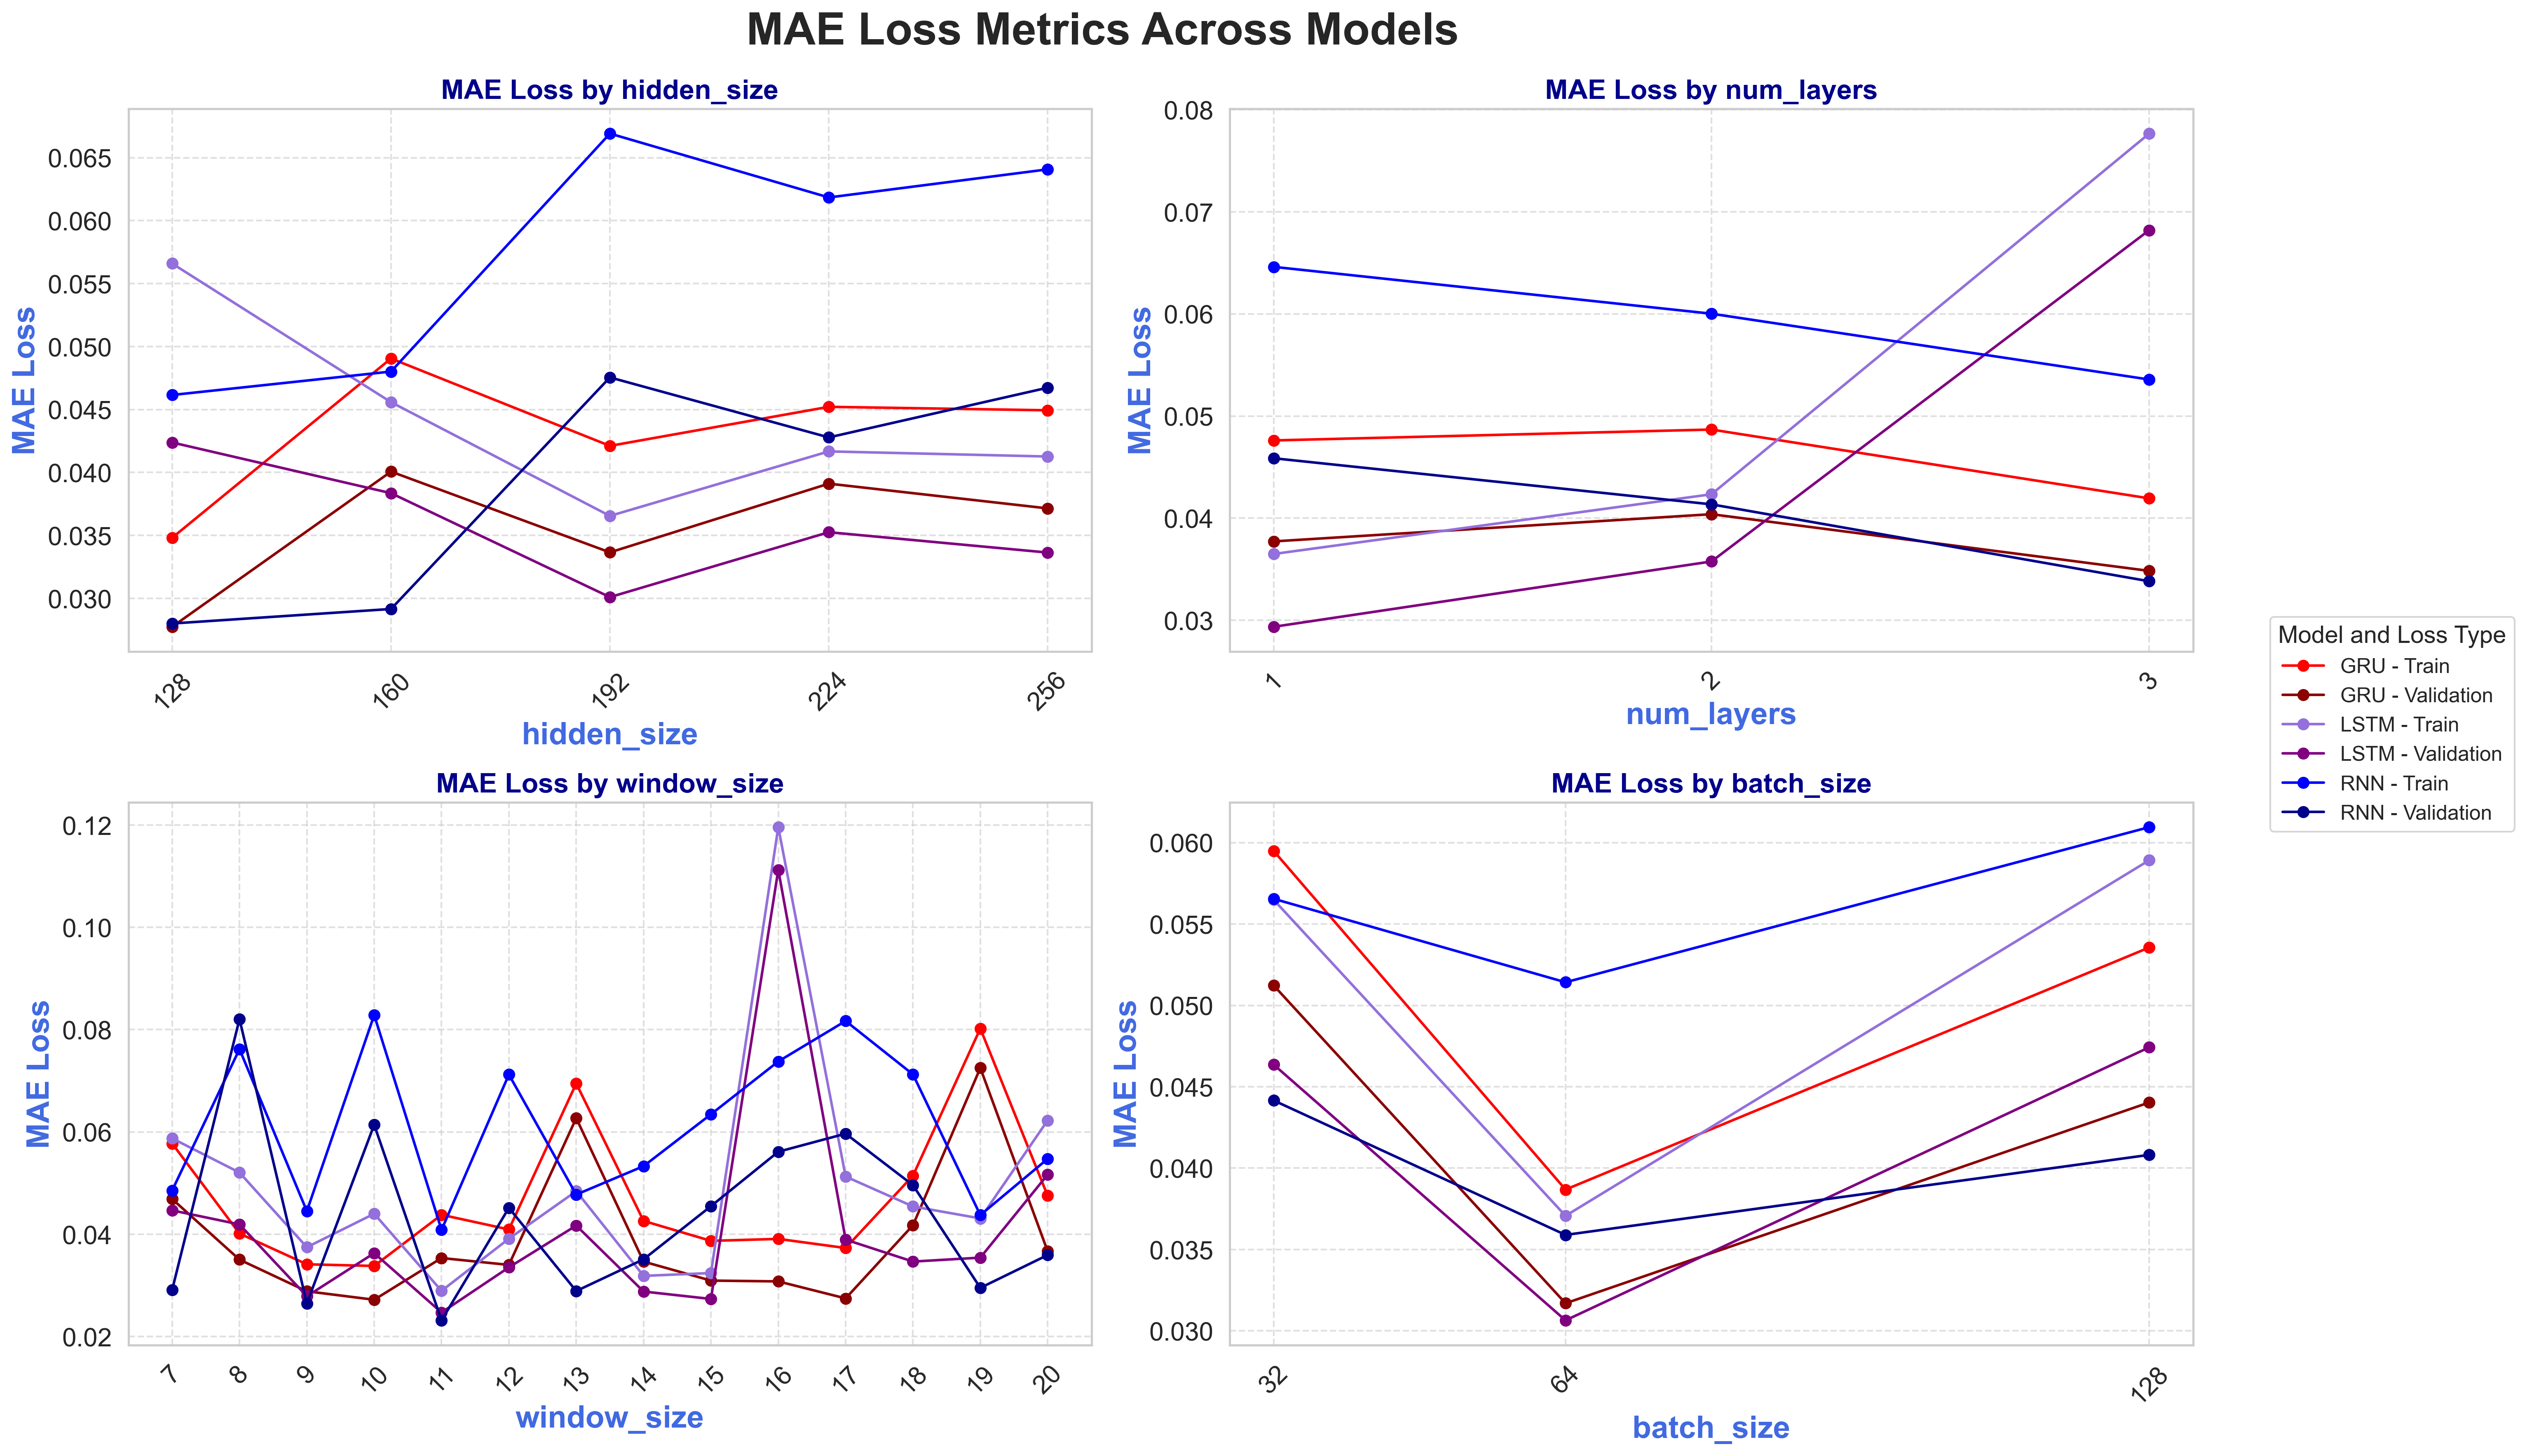 MAE Loss Metrics Across Models
MAE Loss by hidden_size
MAE Loss
0.065
0.060
0.055
0.050
0.045
0.040
0.035
0.030
128
160
192
224
256
hidden_size
MAE Loss by num_layers
MAE Loss
0.08
0.07
0.06
0.05
0.04
0.03
1
2
3
num_layers
Model and Loss Type
GRU - Train
GRU - Validation
LSTM - Train
LSTM - Validation
RNN - Train
RNN - Validation
MAE Loss by window_size
MAE Loss
0.12
0.10
0.08
0.06
0.04
0.02
7
8
9
10
11
12
13
14
15
16
17
18
19
20
window_size
MAE Loss by batch_size
MAE Loss
0.060
0.055
0.050
0.045
0.040
0.035
0.030
32
64
128
batch_size